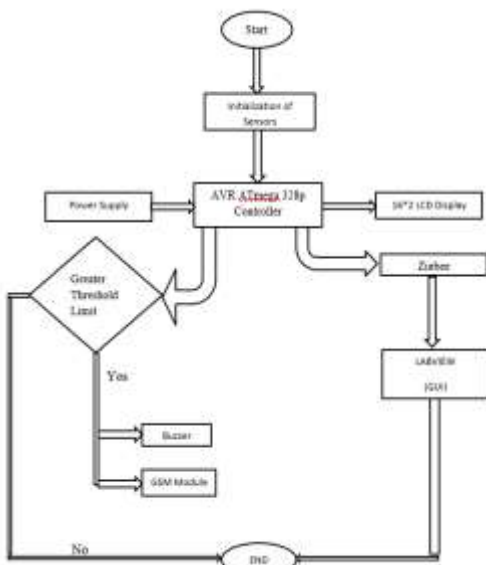 Start
Initialization of
Sensors
AVR ATmega 328p
Controller
Power Supply
16*2 LCD Display
Greater
Threshold
Limit
Yes
Buzzer
GSM Module
LABVIEW
(GUI)
No
END